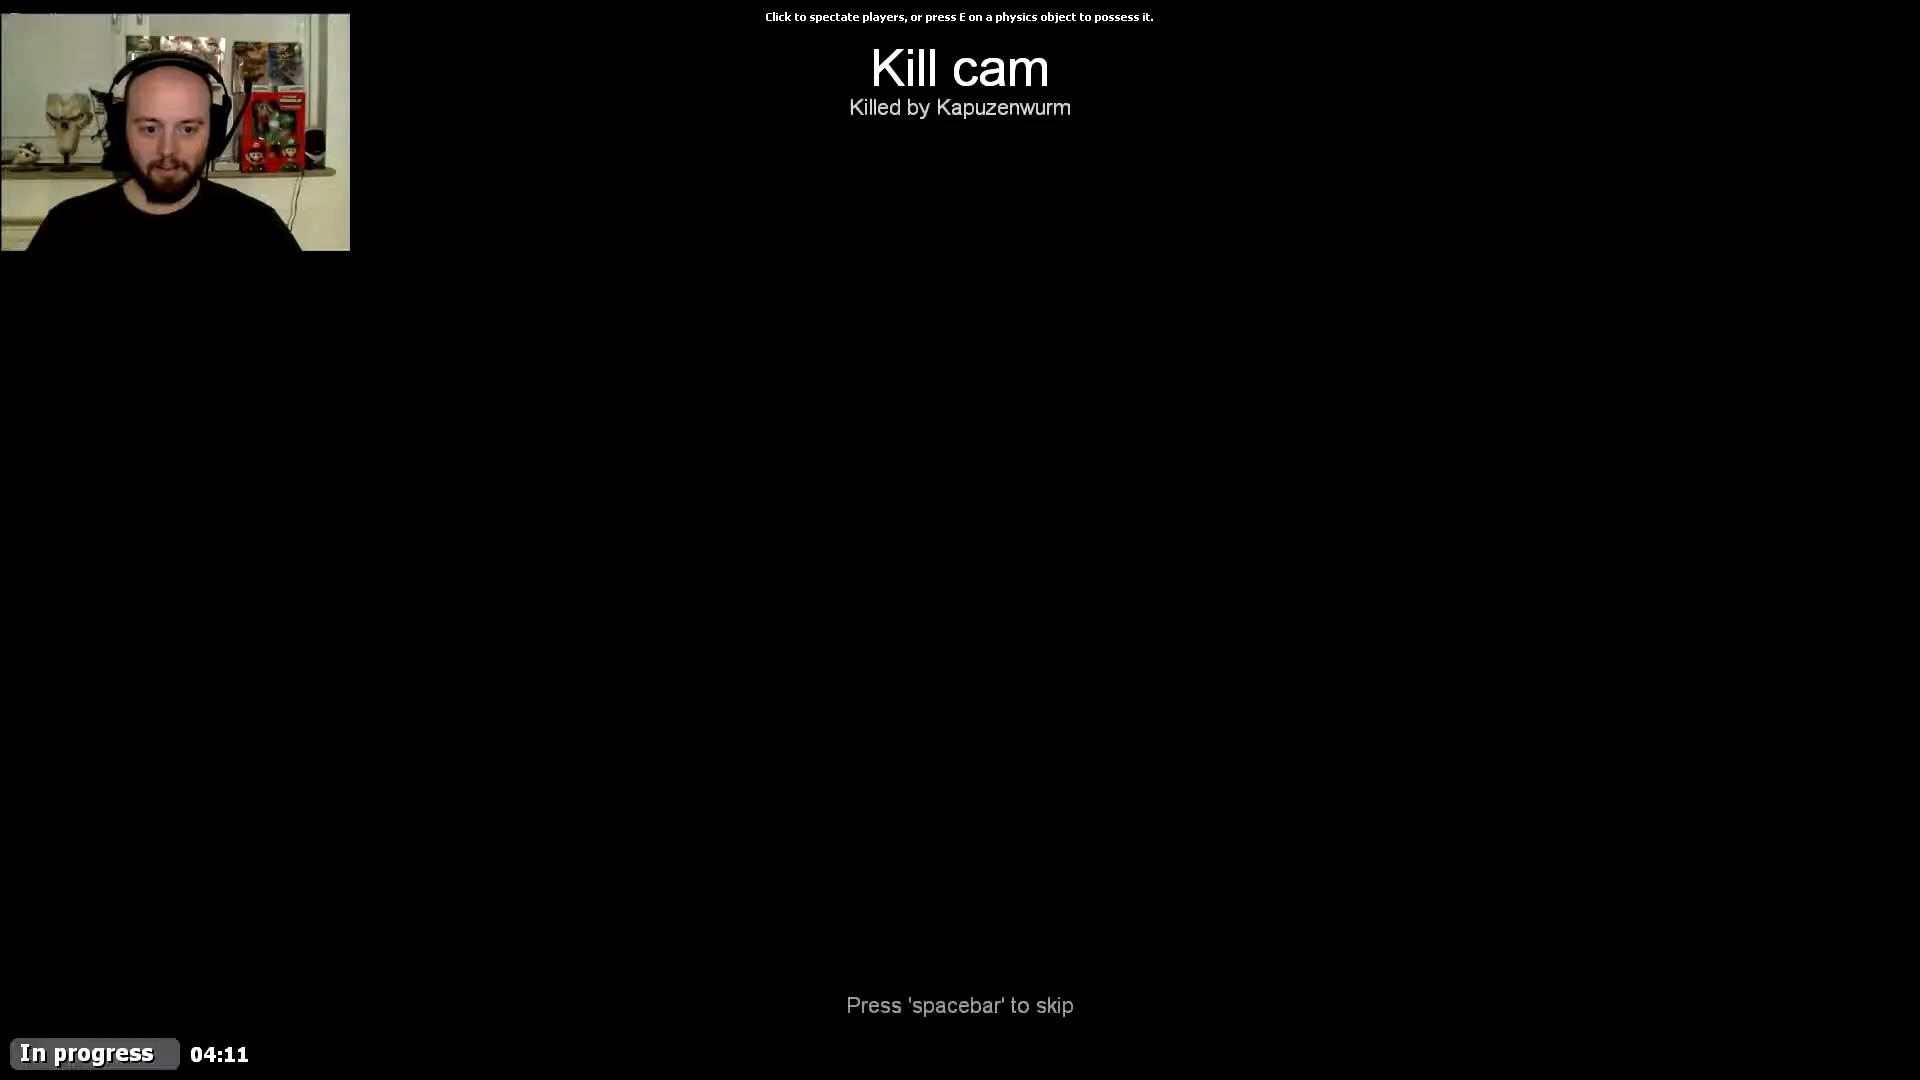 Click to spectate players, or press E on a physics object to possess it.
Kill cam
Killed by Kapuzenwurm
Press 'spacebar' to skip
In progress 04:11